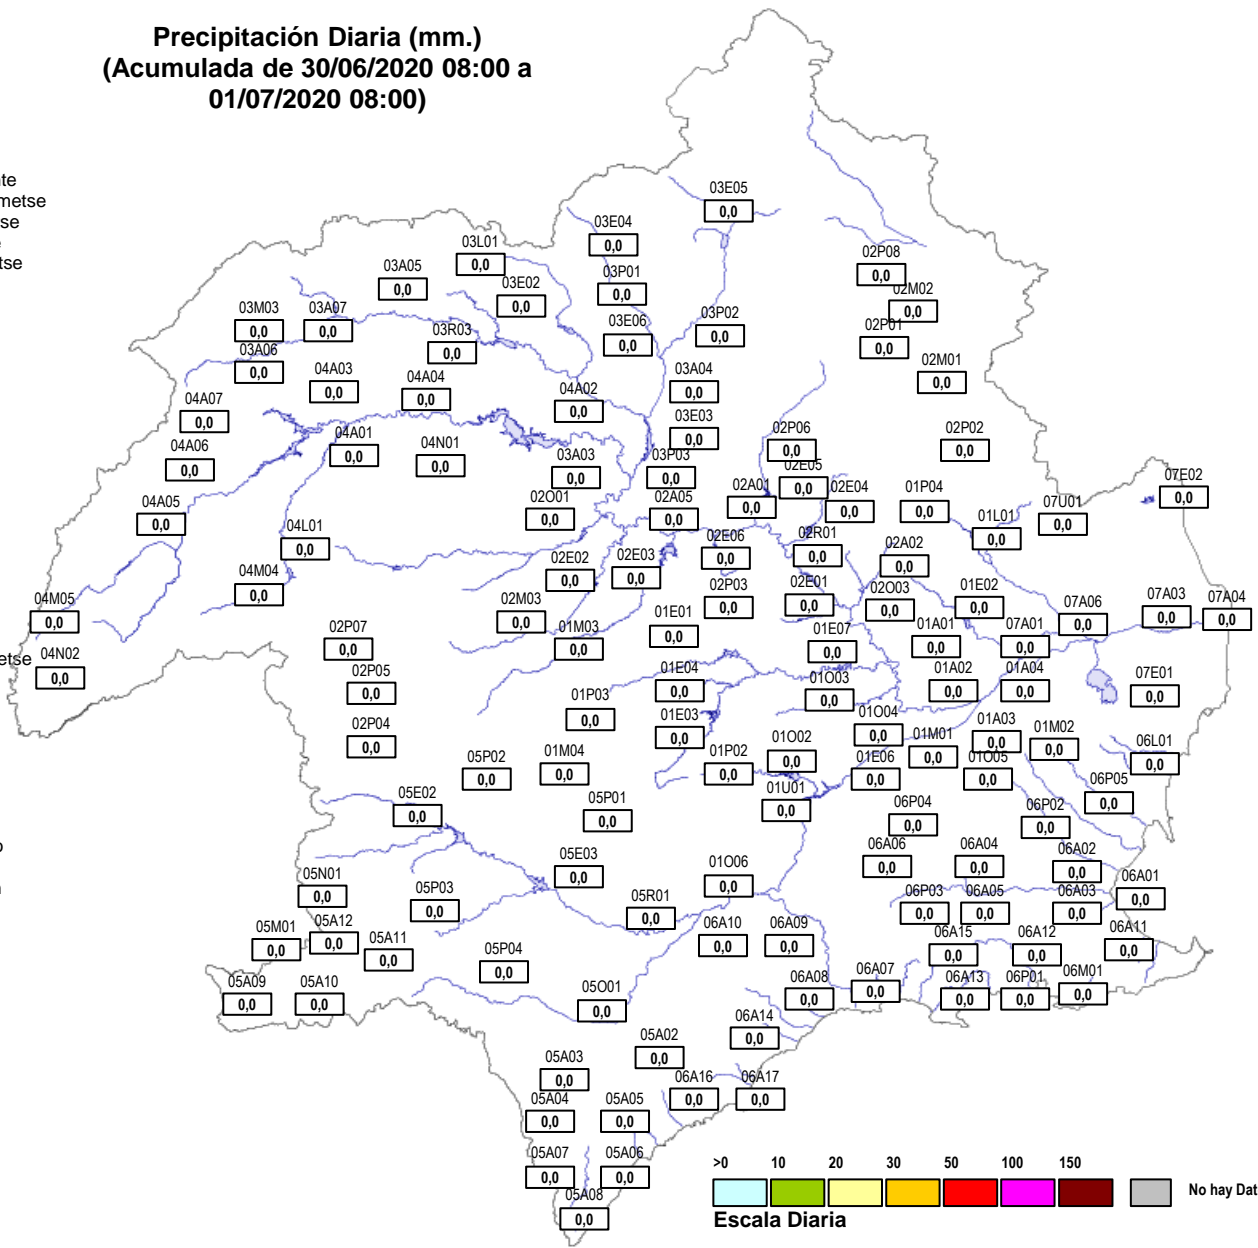 Precipitación Diaria (mm.)
(Acumulada de 30/06/2020 08:00 a
01/07/2020 08:00)
03E05
0,0
03E04
0,0
03L01
0,0
02P08
0,0
03A05
0,0
03P01
0,0
03E02
0,0
02M02
0,0
03M03
0,0
03A07
0,0
03P02
0,0
03E06
0,0
03R03
0,0
02P01
0,0
03A06
0,0
02M01
0,0
04A03
0,0
04A04
0,0
03A04
0,0
04A02
0,0
04A07
0,0
03E03
0,0
04A01
0,0
02P06
0,0
02P02
0,0
04A06
0,0
04N01
0,0
03A03
0,0
03P03
0,0
02E05
0,0
07E02
0,0
02A01
0,0
02E04
0,0
01P04
0,0
04A05
0,0
02O01
0,0
02A05
0,0
07U01
0,0
01L01
0,0
04L01
0,0
02E06
0,0
02R01
0,0
02A02
0,0
02E02
0,0
02E03
0,0
04M04
0,0
02P03
0,0
02E01
0,0
02O03
0,0
01E02
0,0
04M05
0,0
02M03
0,0
07A06
0,0
07A03
0,0
07A04
0,0
01E01
0,0
01M03
0,0
02P07
0,0
01E07
0,0
01A01
0,0
07A01
0,0
04N02
0,0
02P05
0,0
01E04
0,0
01O03
0,0
01A02
0,0
01A04
0,0
07E01
0,0
01P03
0,0
02P04
0,0
01E03
0,0
01O04
0,0
01A03
0,0
01M02
0,0
01M01
0,0
06L01
0,0
05P02
0,0
01M04
0,0
01P02
0,0
01O02
0,0
01E06
0,0
01O05
0,0
05E02
0,0
05P01
0,0
01U01
0,0
06P04
0,0
06P02
0,0
06P05
0,0
05E03
0,0
01O06
0,0
06A06
0,0
06A04
0,0
06A02
0,0
05N01
0,0
05P03
0,0
05R01
0,0
06P03
0,0
06A05
0,0
06A03
0,0
06A01
0,0
05M01
0,0
05A12
0,0
05A11
0,0
06A10
0,0
06A09
0,0
06A15
0,0
06A12
0,0
06A11
0,0
05P04
0,0
05A09
0,0
05A10
0,0
05O01
0,0
06A08
0,0
06A07
0,0
06A13
0,0
06P01
0,0
06M01
0,0
06A14
0,0
05A02
0,0
05A03
0,0
06A16
0,0
06A17
0,0
05A04
0,0
05A05
0,0
05A07
0,0
05A06
0,0
05A08
0,0
>0 10 20 30 50 100 150
No hay Dat
Escala Diaria